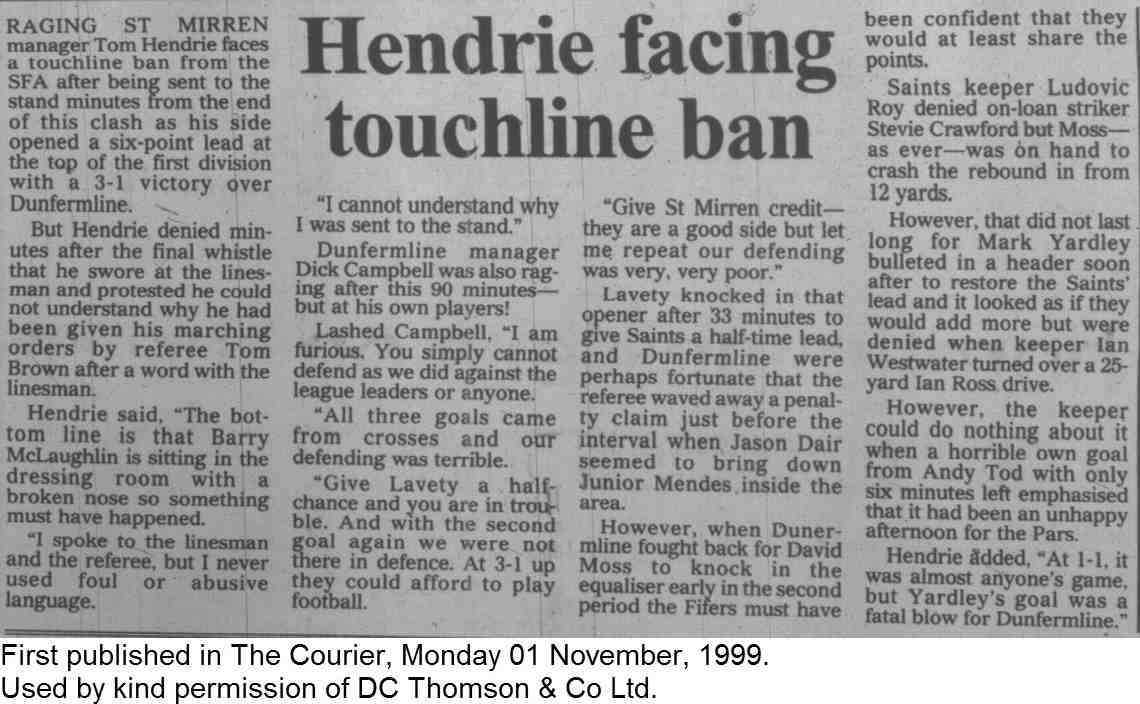 Hendrie facing
touchline ban
RAGING ST MIRREN
manager Tom Hendrie faces
a touchline ban from the
SFA after being sent to the
stand minutes from the end
of this clash as his side
opened a six-point lead at
the top of the first division
with a 3-1 victory over
Dunfermline.
But Hendrie denied min-
utes after the final whistle
that he swore at the lines-
man and protested he could
not understand why he had
been given his marching
orders by referee Tom
Brown after a word with the
linesman.
Hendrie said, “The bot-
tom line is that Barry
McLaughlin is sitting in the
dressing room with a
broken nose so something
must have happened.
“I spoke to the linesman
and the referee, but I never
used foul or abusive
language.
“I cannot understand why
I was sent to the stand.”
Dunfermline manager
Dick Campbell was also rag-
ing after this 90 minutes—
but at his own players!
Lashed Campbell, “I am
furious. You simply cannot
defend as we did against the
league leaders or anyone.
“All three goals came
from crosses and our
defending was terrible.
“Give Lavety a half-
chance and you are in trou-
ble. And with the second
goal again we were not
there in defence. At 3-1 up
they could afford to play
football.
“Give St Mirren credit—
they are a good side but let
me repeat our defending
was very, very poor.”
Lavety knocked in that
opener after 33 minutes to
give Saints a half-time lead,
and Dunfermline were
perhaps fortunate that the
referee waved away a penal-
ty claim just before the
interval when Jason Dair
seemed to bring down
Junior Mendes inside the
area.
However, when Duner-
mline fought back for David
Moss to knock in the
equaliser early in the second
period the Fifers must have
been confident that they
would at least share the
points.
Saints keeper Ludovic
Roy denied on-loan striker
Stevie Crawford but Moss—
as ever—was on hand to
crash the rebound in from
12 yards.
However, that did not last
long for Mark Yardley
bulleted in a header soon
after to restore the Saints’
lead and it looked as if they
would add more but were
denied when keeper Ian
Westwater turned over a 25-
yard Ian Ross drive.
However, the keeper
could do nothing about it
when a horrible own goal
from Andy Tod with only
six minutes left emphasised
that it had been an unhappy
afternoon for the Pars.
Hendrie added, “At 1-1, it
was almost anyone’s game,
but Yardley’s goal was a
fatal blow for Dunfermline.”
First published in The Courier, Monday 01 November, 1999.
Used by kind permission of DC Thomson & Co Ltd.